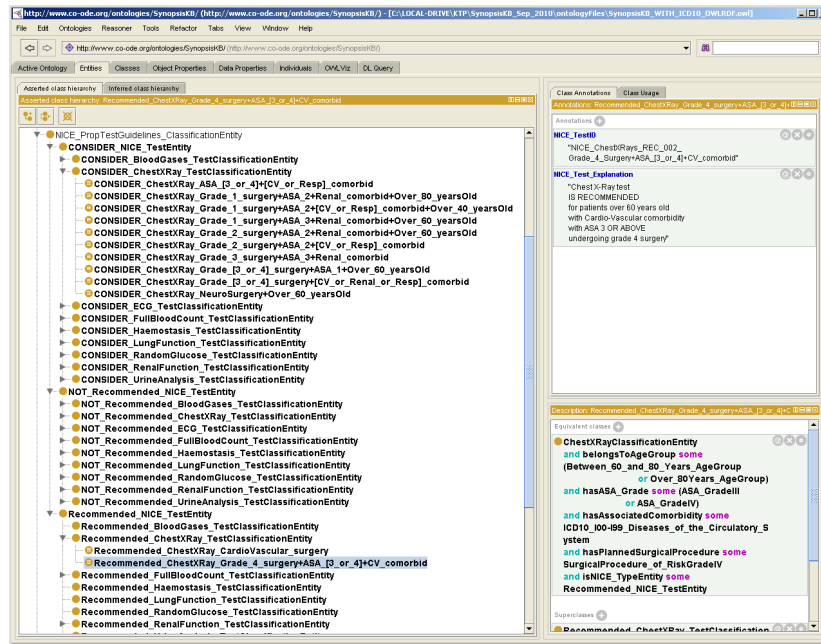 http://www.co-ode.org/ontologies/SynopsisKB/ (http://www.co-ode.org/ontologies/SynopsisKB/) - [C:\LOCAL-DRIVE\KTP\SynopsisKB_Sep_2010\ontologyFiles\SynopsisKB_WITH_ICD10_OWLRDF.owl]
File Edit Ontologies Reasoner Tools Refactor Tabs View Window Help
http://www.co-ode.org/ontologies/SynopsisKB/ (http://www.co-ode.org/ontologies/SynopsisKB/)
Active Ontology Entities Classes Object Properties Data Properties Individuals OWLViz DL Query
Asserted class hierarchy Inferred class hierarchy
Asserted class hierarchy: Recommended_ChestXRay_Grade_4_surgery+ASA_[3_or_4]+CV_comorbid
NICE_PropTestGuidelines_ClassificationEntity
CONSIDER_NICE_TestEntity
CONSIDER_BloodGases_TestClassificationEntity
CONSIDER_ChestXRay_TestClassificationEntity
CONSIDER_ChestXRay_ASA_[3_or_4]+[CV_or_Resp]_comorbid
CONSIDER_ChestXRay_Grade_1_surgery+ASA_2+Renal_comorbid+Over_80_yearsOld
CONSIDER_ChestXRay_Grade_1_surgery+ASA_2+[CV_or_Resp]_comorbid+Over_40_yearsOld
CONSIDER_ChestXRay_Grade_1_surgery+ASA_3+Renal_comorbid+Over_60_yearsOld
CONSIDER_ChestXRay_Grade_2_surgery+ASA_2+Renal_comorbid+Over_60_yearsOld
CONSIDER_ChestXRay_Grade_2_surgery+ASA_2+[CV_or_Resp]_comorbid
CONSIDER_ChestXRay_Grade_3_surgery+ASA_3+Renal_comorbid
CONSIDER_ChestXRay_Grade_[3_or_4]_surgery+ASA_1+Over_60_yearsOld
CONSIDER_ChestXRay_Grade_[3_or_4]_surgery+[CV_or_Renal_or_Resp]_comorbid
CONSIDER_ChestXRay_NeuroSurgery+Over_60_yearsOld
CONSIDER_ECG_TestClassificationEntity
CONSIDER_FullBloodCount_TestClassificationEntity
CONSIDER_Haemostasis_TestClassificationEntity
CONSIDER_LungFunction_TestClassificationEntity
CONSIDER_RandomGlucose_TestClassificationEntity
CONSIDER_RenalFunction_TestClassificationEntity
CONSIDER_UrineAnalysis_TestClassificationEntity
NOT_Recommended_NICE_TestEntity
NOT_Recommended_BloodGases_TestClassificationEntity
NOT_Recommended_ChestXRay_TestClassificationEntity
NOT_Recommended_ECG_TestClassificationEntity
NOT_Recommended_FullBloodCount_TestClassificationEntity
NOT_Recommended_Haemostasis_TestClassificationEntity
NOT_Recommended_LungFunction_TestClassificationEntity
NOT_Recommended_RandomGlucose_TestClassificationEntity
NOT_Recommended_RenalFunction_TestClassificationEntity
NOT_Recommended_UrineAnalysis_TestClassificationEntity
Recommended_NICE_TestEntity
Recommended_BloodGases_TestClassificationEntity
Recommended_ChestXRay_TestClassificationEntity
Recommended_ChestXRay_CardioVascular_surgery
Recommended_ChestXRay_Grade_4_surgery+ASA_[3_or_4]+CV_comorbid
Recommended_FullBloodCount_TestClassificationEntity
Recommended_Haemostasis_TestClassificationEntity
Recommended_LungFunction_TestClassificationEntity
Recommended_RandomGlucose_TestClassificationEntity
Recommended_RenalFunction_TestClassificationEntity
Class Annotations Class Usage
Annotations: Recommended_ChestXRay_Grade_4_surgery+ASA_[3_or_4]+
Annotations
NICE_TestID
"NICE_ChestXRays_REC_002_
Grade_4_Surgery+ASA_[3_or_4]+CV_comorbid"
NICE_Test_Explanation
"Chest X-Ray test
IS RECOMMENDED
for patients over 60 years old
with Cardio-Vascular comorbidity
with ASA 3 OR ABOVE
undergoing grade 4 surgery"
Description: Recommended_ChestXRay_Grade_4_surgery+ASA_[3_or_4]+C
Equivalent classes
ChestXRayClassificationEntity
and belongsToAgeGroup some
(Between_60_and_80_Years_AgeGroup
or Over_80Years_AgeGroup)
and hasASA_Grade some (ASA_GradeIII
or ASA_GradeIV)
and hasAssociatedComorbidity some
ICD10_I00-I99_Diseases_of_the_Circulatory_S
ystem
and hasPlannedSurgicalProcedure some
SurgicalProcedure_of_RiskGradeIV
and isNICE_TypeEntity some
Recommended_NICE_TestEntity
Superclasses
Recommended_ChestXRay_TestClassification